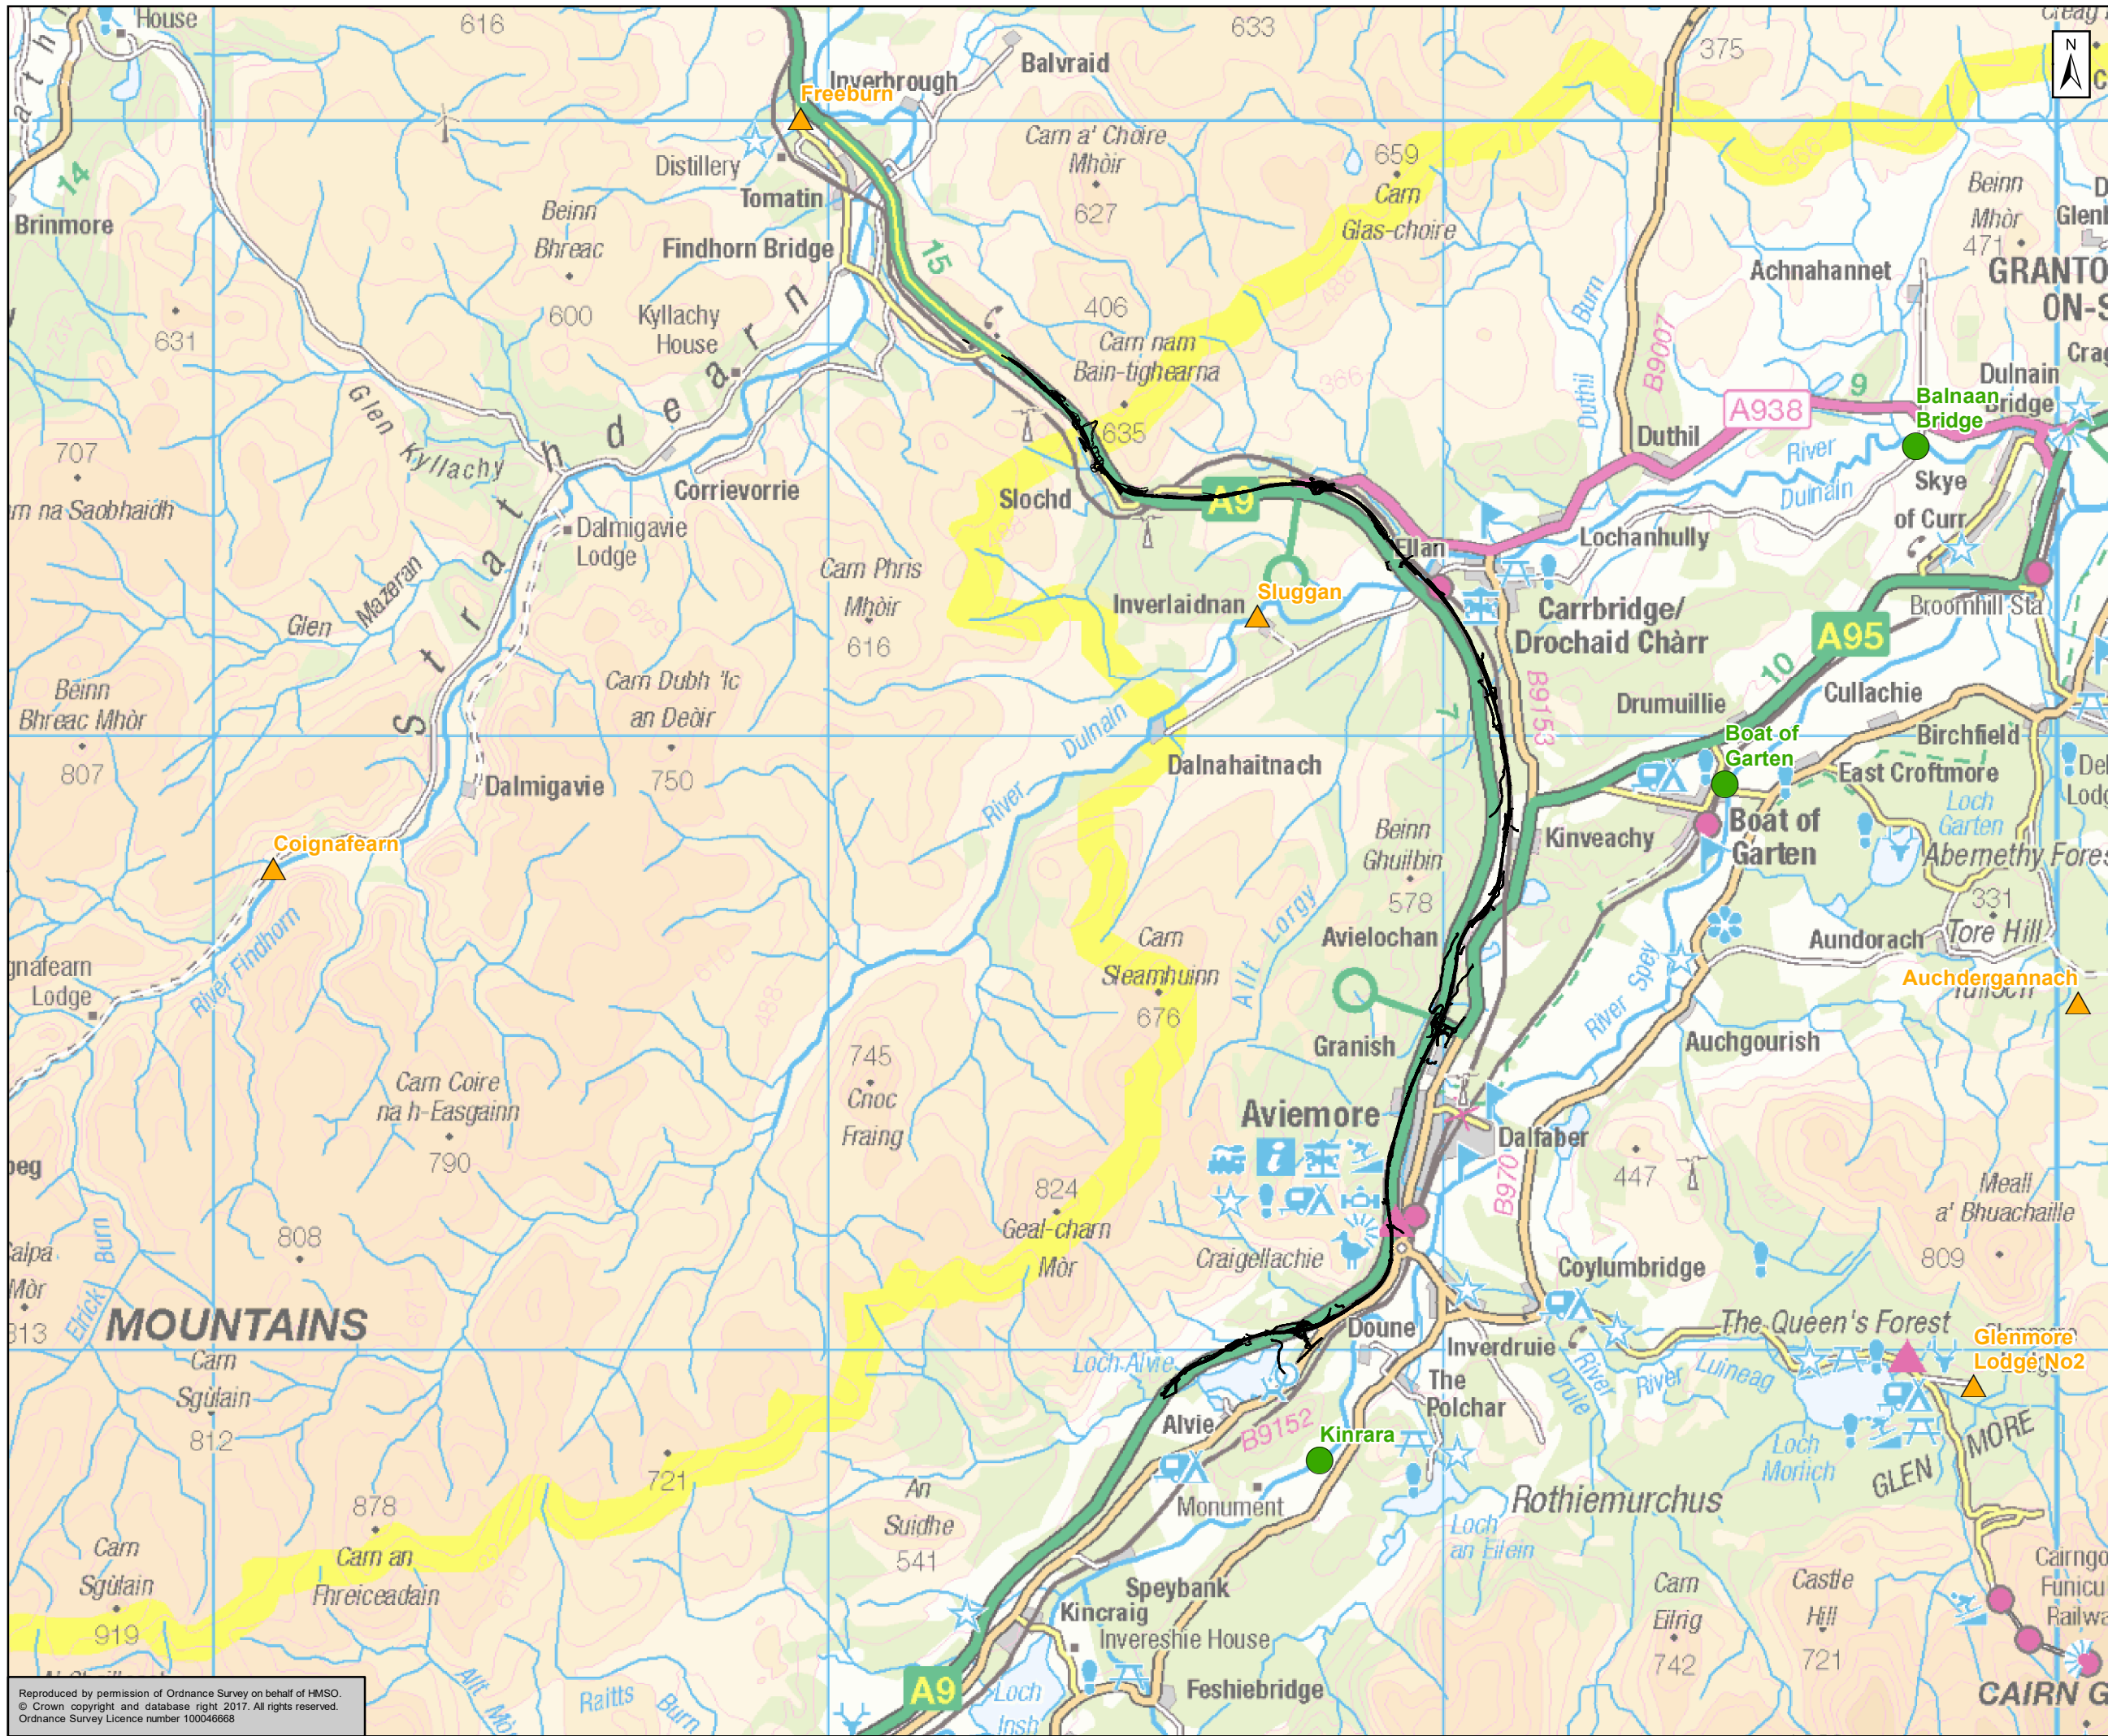 House
616
633
375
N
Balvraid
Inverbrough
Freeburn
Carn a' Choire
Mhòir
627
659
Carn
Glas-choire
Distillery
Tomatin
14
Brinmore
Beinn
Bhreac
600
Findhorn Bridge
15
Beinn
Mhòr
471
Achnahannet
Kyllachy
House
631
406
Carn nam
Bain-tighearna
635
488
366
Duthil
Burn
B9007
Dulnain
Bridge
9
A938
Balnaan
Bridge
Duthil
River
Dulnain
Skye
of Curr
Glen
Kyllachy
Strathdearn
707
Corrievorrie
Slochd
A9
Dalmigavie
Lodge
Ellan
Lochanhully
Carn Phris
Mhòir
616
Inverlaidnan
Sluggan
Carrbridge/
Drochaid Chàrr
Broomhill Sta
A95
Glen
Mazeran
Beinn
Bhreac Mhòr
807
Carn Dubh 'Ic
an Deòir
750
River
Dulnain
7
B9153
10
Drumuillie
Cullachie
Birchfield
Dalnahaitnach
Dalmigavie
Boat of
Garten
East Croftmore
Loch
Garten
Coignafearn
Beinn
Ghuilbin
578
Kinveachy
Boat of
Garten
331
Tore Hill
River Findhorn
Lodge
Carn
Sleamhuinn
676
Allt
Lorgy
Avielochan
Aundorach
Auchdergannach
River
Spey
Granish
Auchgourish
745
Cnoc
Fraing
Carn Coire
na h-Easgainn
790
Aviemore
Dalfaber
B970
447
Meall
a' Bhuachaille
809
824
Geal-charn
Mòr
Craigellachie
808
Elrick
Burn
MOUNTAINS
Coylumbridge
The Queen's Forest
Glenmore
Lodge No2
Doune
Inverdruie
Loch Alvie
River
Druie
River
Luineag
The
Polchar
Carn
Sgùlain
812
Alvie
B9152
Kinrara
Loch
Morlich
GLEN
MORE
721
An
Suidhe
541
Monument
Rothiemurchus
878
Carn an
Fhreiceadain
Loch
an Eilein
Carn
Sgùlain
919
Speybank
Kincraig
Invereshie House
Carn
Eilrig
742
Castle
Hill
721
A9
Raitts
Burn
Loch
Feshiebridge
Reproduced by permission of Ordnance Survey on behalf of HMSO.
© Crown copyright and database right 2017. All rights reserved.
Ordnance Survey Licence number 100046668